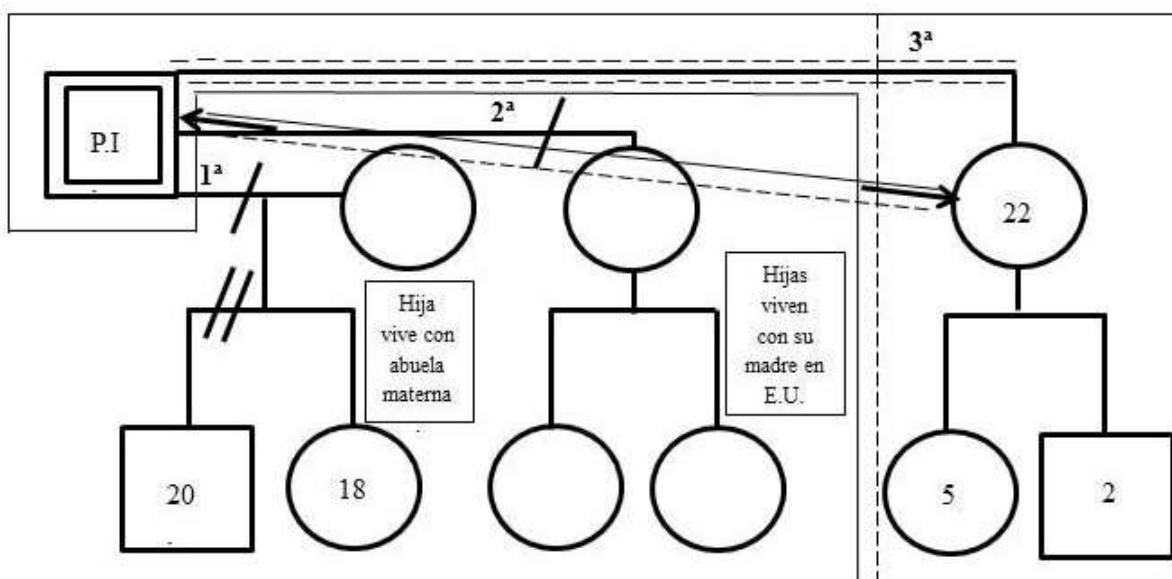 3ª
2ª
P.I
1ª
22
Hija
vive con
abuela
materna
Hijas
viven
con su
madre en
E.U.
20
18
5
2